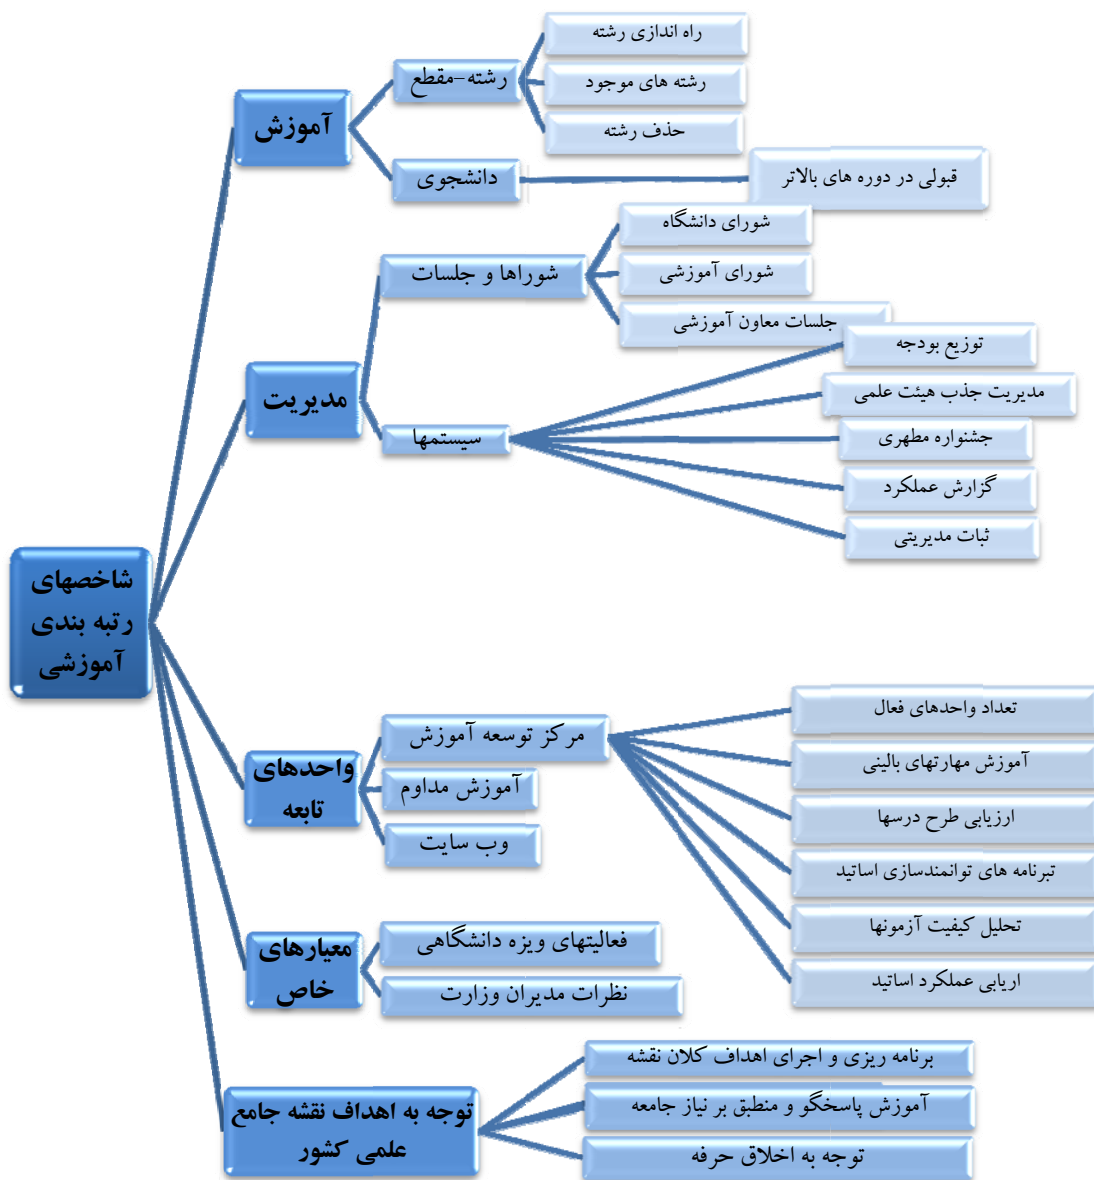 شاخصهای
رتبه بندی
آموزشی
آموزش
رشته-مقطع
راه اندازی رشته
رشته های موجود
حذف رشته
دانشجوی
قبولی در دوره های بالاتر
مدیریت
شوراها و جلسات
شورای دانشگاه
شورای آموزشی
جلسات معاون آموزشی
سیستمها
توزیع بودجه
مدیریت جذب هیئت علمی
جشنواره مطهری
گزارش عملکرد
ثبات مدیریتی
واحدهای
تابعه
مرکز توسعه آموزش
تعداد واحدهای فعال
آموزش مهارتهای بالینی
ارزیابی طرح درسها
تبرنامه های توانمندسازی اساتید
تحلیل کیفیت آزمونها
اریابی عملکرد اساتید
آموزش مداوم
وب سایت
معیارهای
خاص
فعالیتهای ویژه دانشگاهی
نظرات مدیران وزارت
توجه به اهداف نقشه جامع
علمی کشور
برنامه ریزی و اجرای اهداف کلان نقشه
آموزش پاسخگو و منطبق بر نیاز جامعه
توجه به اخلاق حرفه